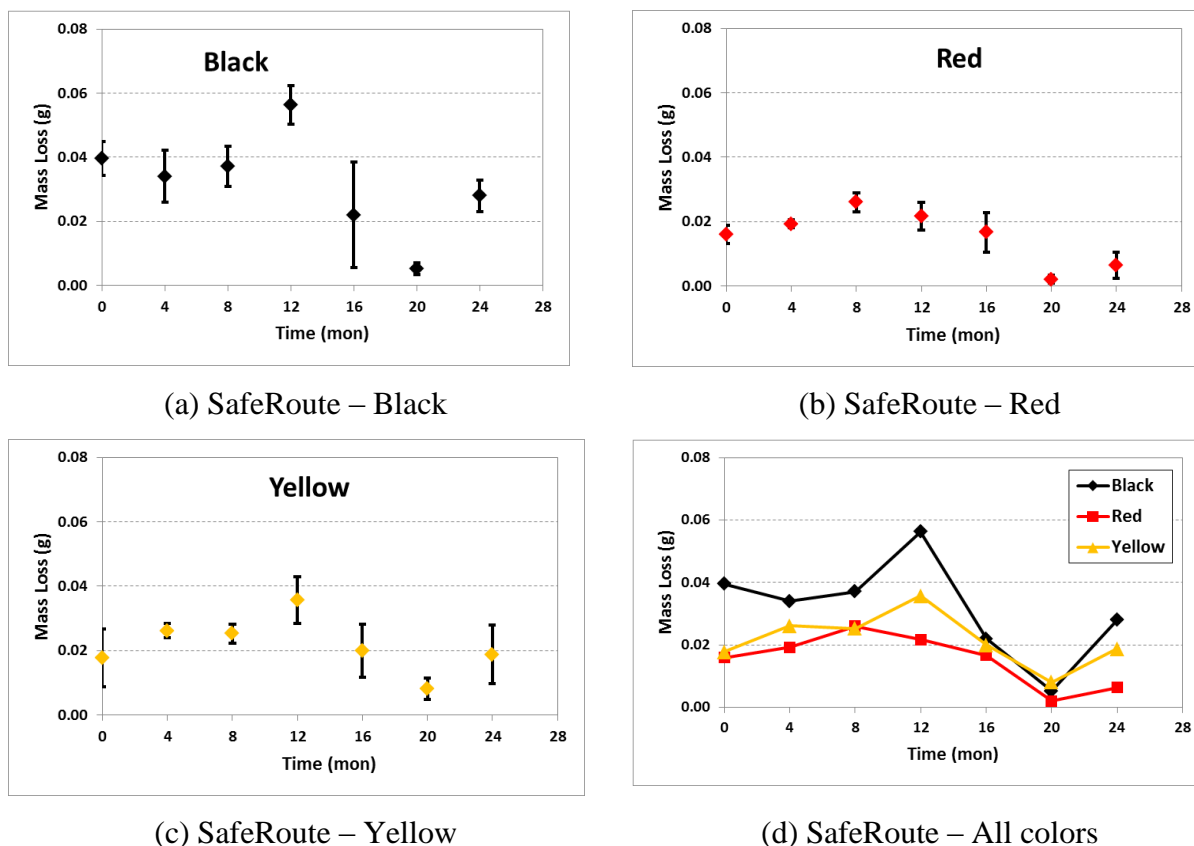 Black
Mass Loss (g)
0.08
0.06
0.04
0.02
0.00
0 4 8 12 16 20 24 28
Time (mon)
(a) SafeRoute – Black
Red
Mass Loss (g)
0.08
0.06
0.04
0.02
0.00
0 4 8 12 16 20 24 28
Time (mon)
(b) SafeRoute – Red
Yellow
Mass Loss (g)
0.08
0.06
0.04
0.02
0.00
0 4 8 12 16 20 24 28
Time (mon)
(c) SafeRoute – Yellow
Mass Loss (g)
0.08
0.06
0.04
0.02
0.00
Black
Red
Yellow
0 4 8 12 16 20 24 28
Time (mon)
(d) SafeRoute – All colors